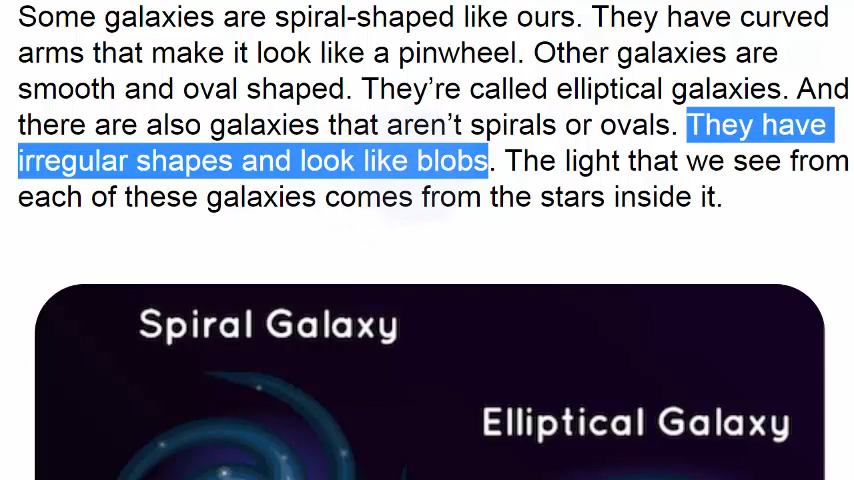 Some galaxies are spiral-shaped like ours. They have curved
arms that make it look like a pinwheel. Other galaxies are
smooth and oval shaped. They’re called elliptical galaxies. And
there are also galaxies that aren’t spirals or ovals. They have
irregular shapes and look like blobs. The light that we see from
each of these galaxies comes from the stars inside it.
Spiral Galaxy
Elliptical Galaxy